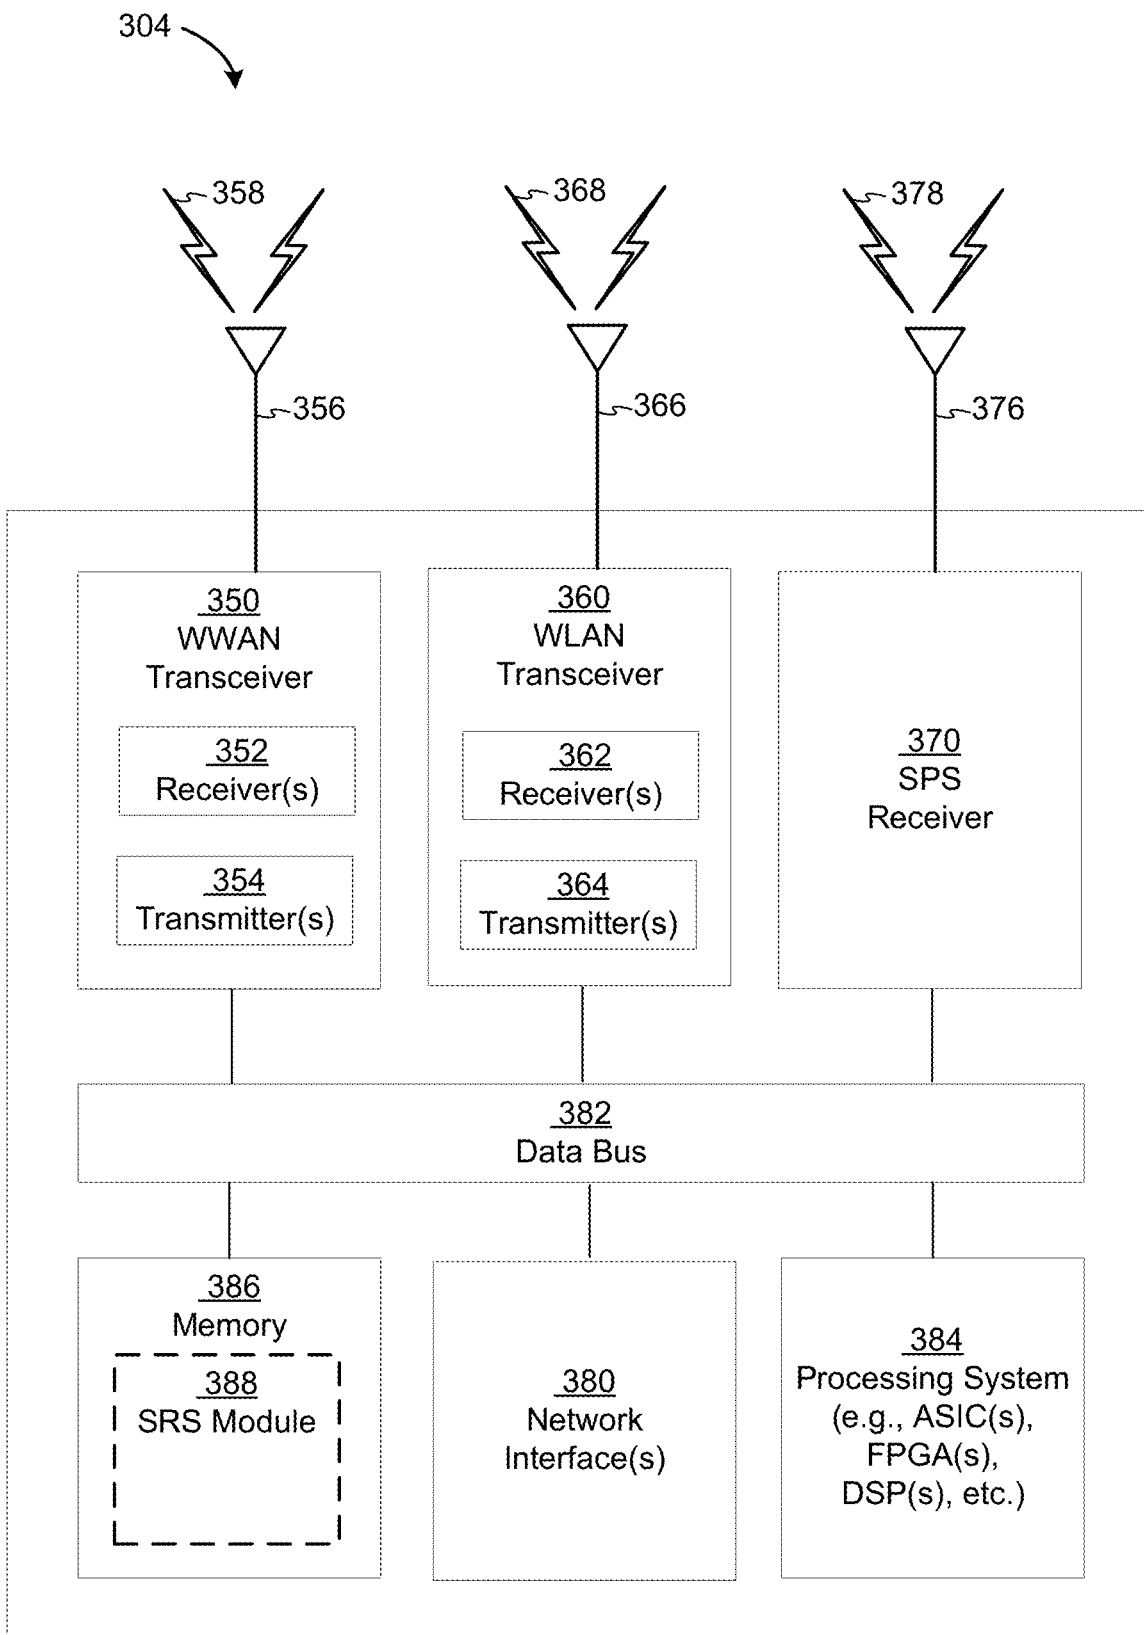 304
358
368
378
356
366
376
350
WWAN
Transceiver
352
Receiver(s)
354
Transmitter(s)
360
WLAN
Transceiver
362
Receiver(s)
364
Transmitter(s)
370
SPS
Receiver
382
Data Bus
386
Memory
388
SRS Module
380
Network
Interface(s)
384
Processing System
(e.g., ASIC(s),
FPGA(s),
DSP(s), etc.)